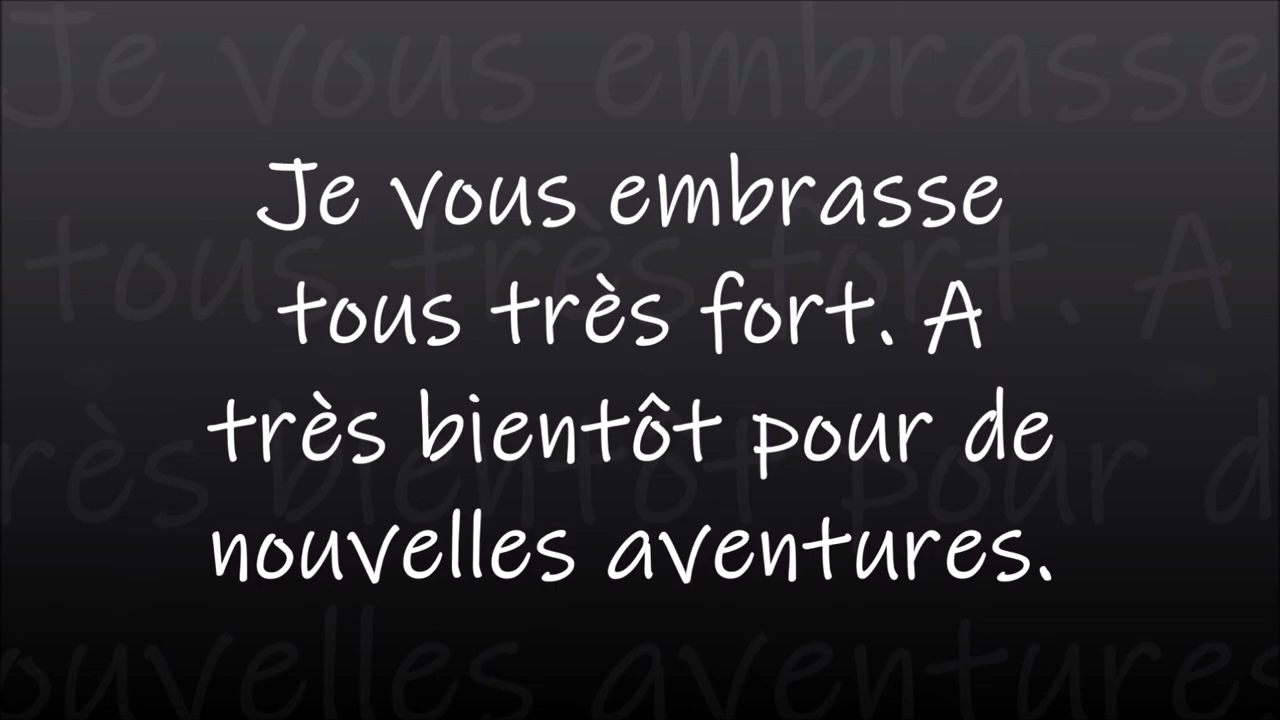 Je vous embrasse
tous très fort. A
très bientôt pour de
nouvelles aventures.